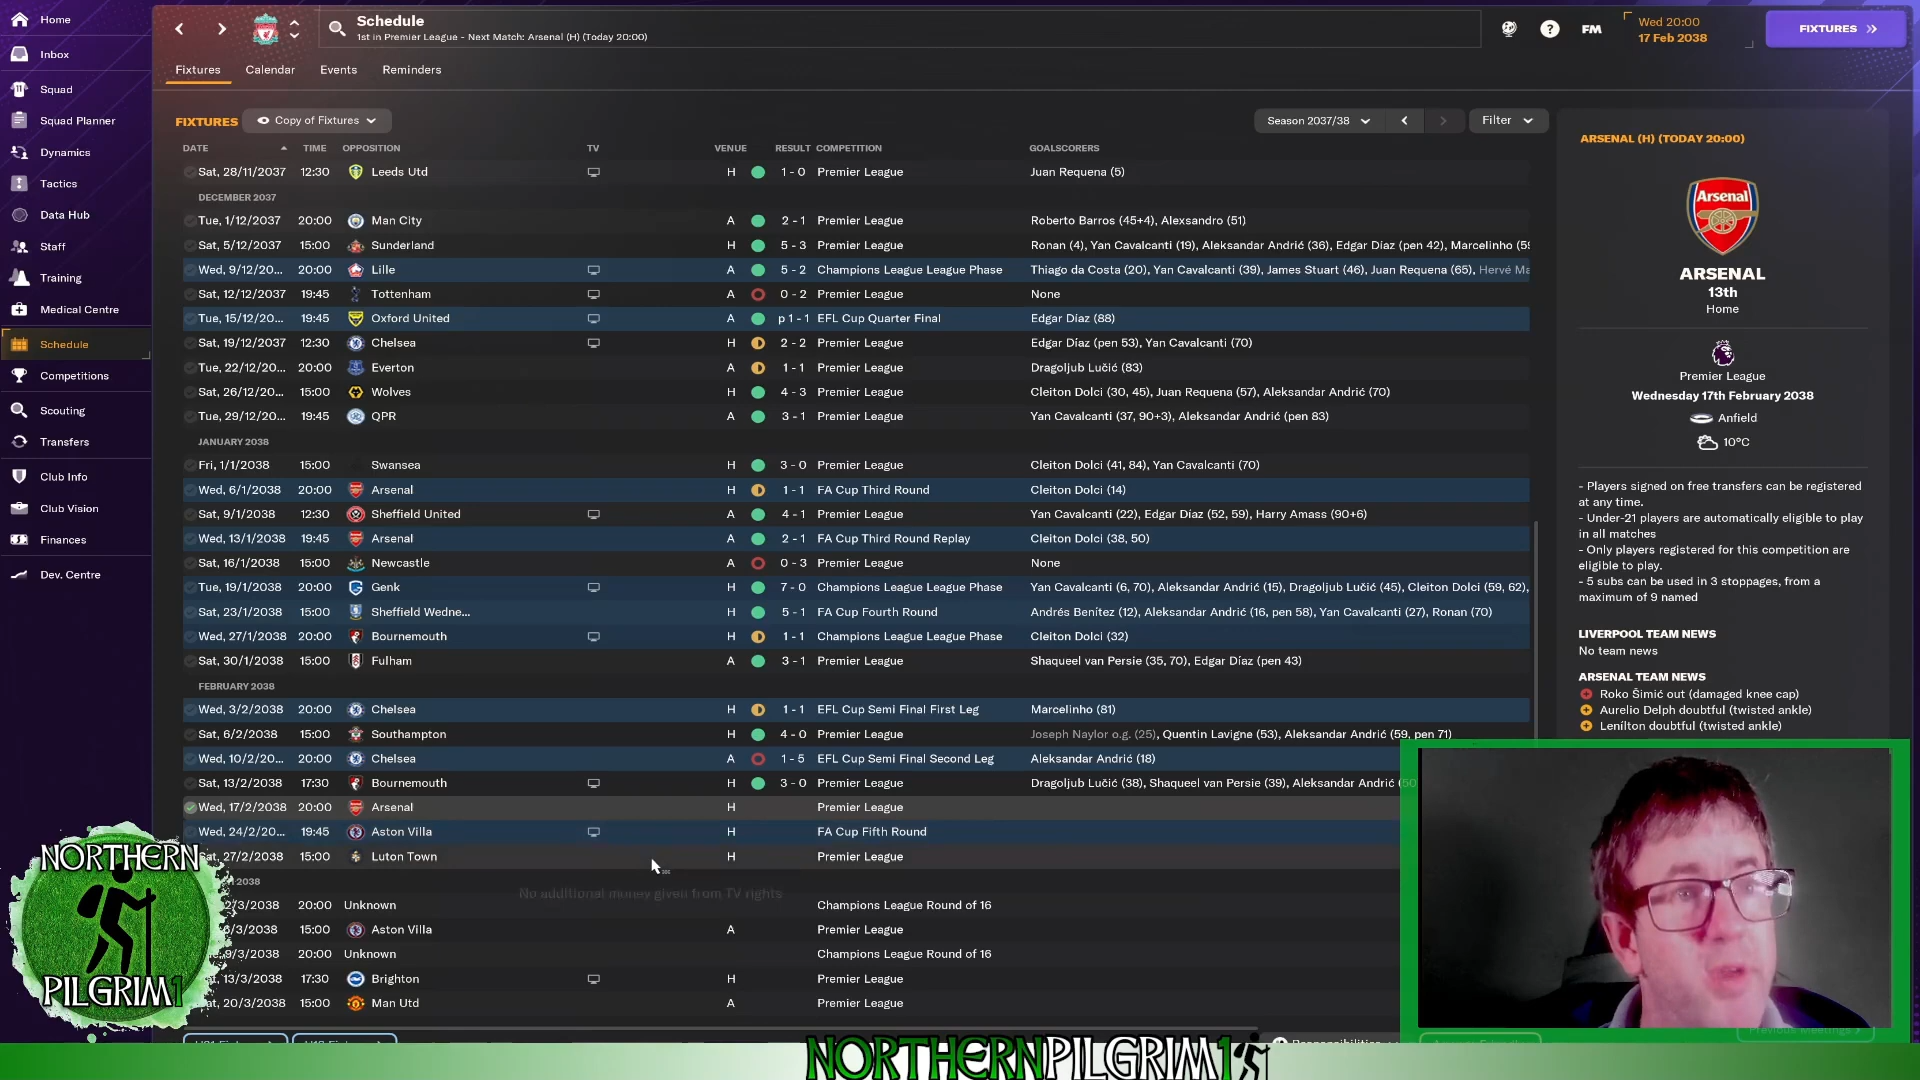 Home
Inbox
Squad
Squad Planner
Dynamics
Tactics
Data Hub
Staff
Training
Medical Centre
Schedule
Competitions
Scouting
Transfers
Club Info
Club Vision
Finances
Dev. Centre
Schedule
1st in Premier League - Next Match: Arsenal (H) (Today 20:00)
FM
Wed 20:00
17 Feb 2038
FIXTURES
Fixtures Calendar Events Reminders
FIXTURES Copy of Fixtures Season 2037/38 Filter
DATE TIME OPPOSITION TV VENUE RESULT COMPETITION GOALSCORERS
Sat, 28/11/2037 12:30 Leeds Utd H 1 - 0 Premier League Juan Requena (5)
DECEMBER 2037
Tue, 1/12/2037 20:00 Man City A 2 - 1 Premier League Roberto Barros (45+4), Alexsandro (51)
Sat, 5/12/2037 15:00 Sunderland H 5 - 3 Premier League Ronan (4), Yan Cavalcanti (19), Aleksandar Andrić (36), Edgar Díaz (pen 42), Marcelinho (59
Wed, 9/12/20... 20:00 Lille A 5 - 2 Champions League League Phase Thiago da Costa (20), Yan Cavalcanti (39), James Stuart (46), Juan Requena (65), Hervé Ma
Sat, 12/12/2037 19:45 Tottenham A 0 - 2 Premier League None
Tue, 15/12/20... 19:45 Oxford United A p 1 - 1 EFL Cup Quarter Final Edgar Díaz (88)
Sat, 19/12/2037 12:30 Chelsea H 2 - 2 Premier League Edgar Díaz (pen 53), Yan Cavalcanti (70)
Tue, 22/12/20... 20:00 Everton A 1 - 1 Premier League Dragoljub Lučić (83)
Sat, 26/12/20... 15:00 Wolves H 4 - 3 Premier League Cleiton Dolci (30, 45), Juan Requena (57), Aleksandar Andrić (70)
Tue, 29/12/20... 19:45 QPR A 3 - 1 Premier League Yan Cavalcanti (37, 90+3), Aleksandar Andrić (pen 83)
JANUARY 2038
Fri, 1/1/2038 15:00 Swansea H 3 - 0 Premier League Cleiton Dolci (41, 84), Yan Cavalcanti (70)
Wed, 6/1/2038 20:00 Arsenal H 1 - 1 FA Cup Third Round Cleiton Dolci (14)
Sat, 9/1/2038 12:30 Sheffield United A 4 - 1 Premier League Yan Cavalcanti (22), Edgar Díaz (52, 59), Harry Amass (90+6)
Wed, 13/1/2038 19:45 Arsenal A 2 - 1 FA Cup Third Round Replay Cleiton Dolci (38, 50)
Sat, 16/1/2038 15:00 Newcastle A 0 - 3 Premier League None
Tue, 19/1/2038 20:00 Genk H 7 - 0 Champions League League Phase Yan Cavalcanti (6, 70), Aleksandar Andrić (15), Dragoljub Lučić (45), Cleiton Dolci (59, 62),
Sat, 23/1/2038 15:00 Sheffield Wedne... H 5 - 1 FA Cup Fourth Round Andrés Benítez (12), Aleksandar Andrić (16, pen 58), Yan Cavalcanti (27), Ronan (70)
Wed, 27/1/2038 20:00 Bournemouth H 1 - 1 Champions League League Phase Cleiton Dolci (32)
Sat, 30/1/2038 15:00 Fulham A 3 - 1 Premier League Shaqueel van Persie (35, 70), Edgar Díaz (pen 43)
FEBRUARY 2038
Wed, 3/2/2038 20:00 Chelsea H 1 - 1 EFL Cup Semi Final First Leg Marcelinho (81)
Sat, 6/2/2038 15:00 Southampton H 4 - 0 Premier League Joseph Naylor o.g. (25), Quentin Lavigne (53), Aleksandar Andrić (59, pen 71)
Wed, 10/2/20... 20:00 Chelsea A 1 - 5 EFL Cup Semi Final Second Leg Aleksandar Andrić (18)
Sat, 13/2/2038 17:30 Bournemouth H 3 - 0 Premier League Dragoljub Lučić (38), Shaqueel van Persie (39), Aleksandar Andrić (50
Wed, 17/2/2038 20:00 Arsenal H Premier League
Wed, 24/2/20... 19:45 Aston Villa H FA Cup Fifth Round
Sat, 27/2/2038 15:00 Luton Town H Premier League
2038
No additional money given from TV rights
2/3/2038 20:00 Unknown Champions League Round of 16
/3/2038 15:00 Aston Villa A Premier League
9/3/2038 20:00 Unknown Champions League Round of 16
13/3/2038 17:30 Brighton H Premier League
Sat, 20/3/2038 15:00 Man Utd A Premier League
ARSENAL (H) (TODAY 20:00)
Arsenal
ARSENAL
13th
Home
Premier League
Wednesday 17th February 2038
Anfield
10°C
- Players signed on free transfers can be registered
at any time.
- Under-21 players are automatically eligible to play
in all matches
- Only players registered for this competition are
eligible to play.
- 5 subs can be used in 3 stoppages, from a
maximum of 9 named
LIVERPOOL TEAM NEWS
No team news
ARSENAL TEAM NEWS
Roko Šimić out (damaged knee cap)
Aurelio Delph doubtful (twisted ankle)
Lenílton doubtful (twisted ankle)
NORTHERN
PILGRIM1
Responsibilities
Previous Meetings
NORTHERNPILGRIM1